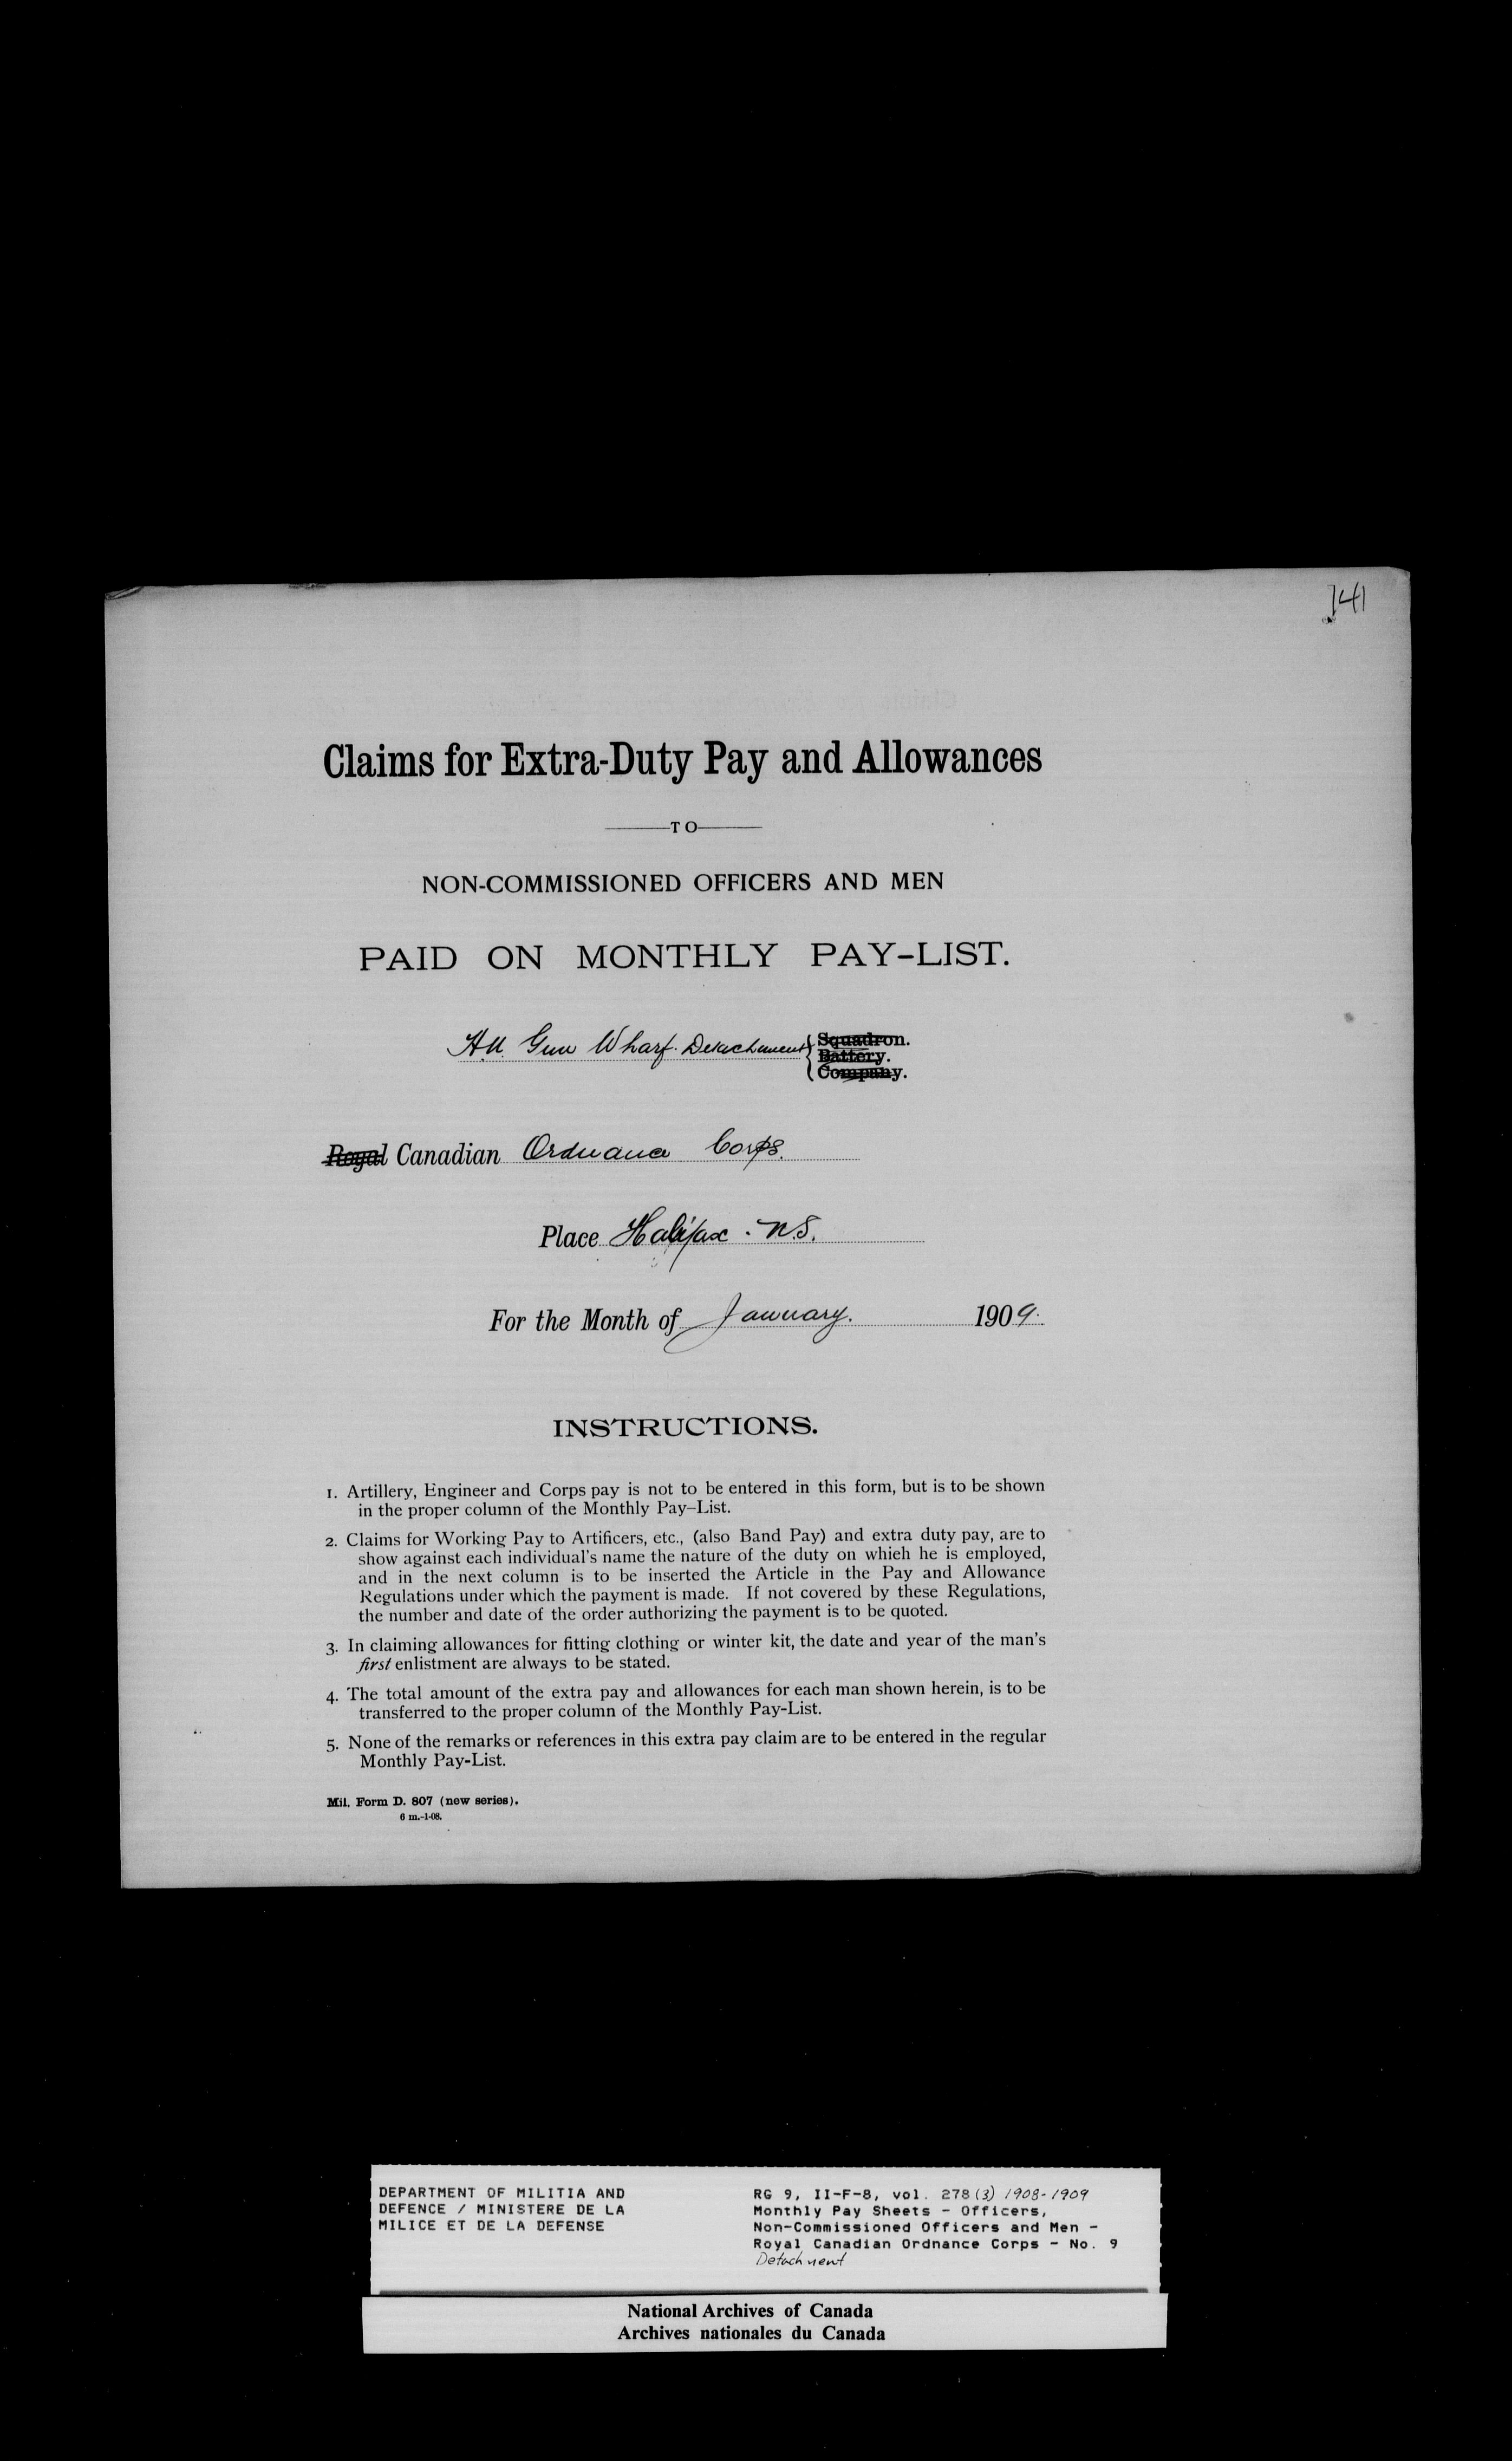 141
Claims for Extra-Duty Pay and Allowances
TO
NON-COMMISSIONED OFFICERS AND MEN
PAID ON MONTHLY PAY-LIST.
Gun Wharf. Detachment { Squadron.
Battery.
Company.
Royal Canadian Ordnance Corps.
Place Halifax. N.S.
For the Month of January. 1909.
INSTRUCTIONS.
1. Artillery, Engineer and Corps pay is not to be entered in this form, but is to be shown
in the proper column of the Monthly Pay-List.
2. Claims for Working Pay to Artificers, etc., (also Band Pay) and extra duty pay, are to
show against each individual's name the nature of the duty on which he is employed,
and in the next column is to be inserted the Article in the Pay and Allowance
Regulations under which the payment is made. If not covered by these Regulations,
the number and date of the order authorizing the payment is to be quoted.
3. In claiming allowances for fitting clothing or winter kit, the date and year of the man's
first enlistment are always to be stated.
4. The total amount of the extra pay and allowances for each man shown herein, is to be
transferred to the proper column of the Monthly Pay-List.
5. None of the remarks or references in this extra pay claim are to be entered in the regular
Monthly Pay-List.
Mil. Form D. 807 (new series).
6 m.-1-08.
DEPARTMENT OF MILITIA AND
DEFENCE / MINISTERE DE LA
MILICE ET DE LA DEFENSE
RG 9, II-F-8, vol. 278 (3) 1908-1909
Monthly Pay Sheets - Officers,
Non-Commissioned Officers and Men -
Royal Canadian Ordnance Corps - No. 9
Detachment
National Archives of Canada
Archives nationales du Canada